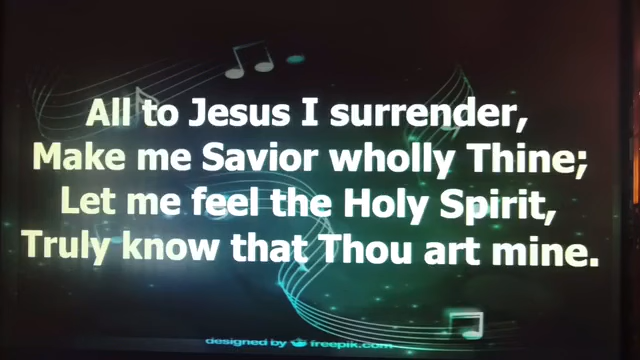 All to Jesus I surrender,
Make me Savior wholly Thine;
Let me feel the Holy Spirit,
Truly know that Thou art mine.
designed by freepik.com